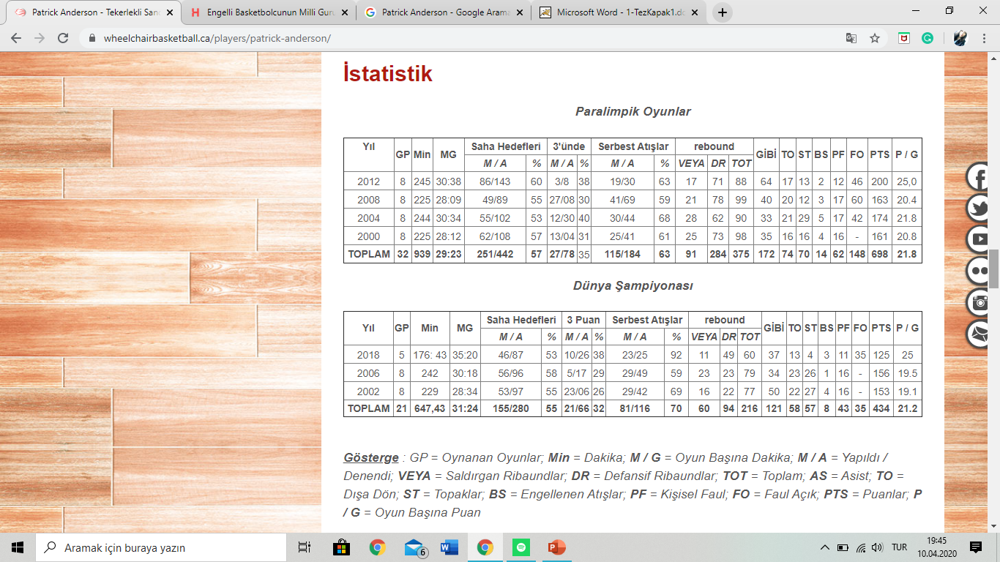 Patrick Anderson - Tekerlekli San
Engelli Basketbolcunun Milli Guru
Patrick Anderson - Google Arama
Microsoft Word - 1-TezKapak1.do
wheelchairbasketball.ca/players/patrick-anderson/
İstatistik
Paralimpik Oyunlar
Yıl GP Min MG Saha Hedefleri 3'ünde Serbest Atışlar rebound GİBİ TO ST BS PF FO PTS P / G
M / A % M / A % M / A % VEYA DR TOT
2012 8 245 30:38 86/143 60 3/8 38 19/30 63 17 71 88 64 17 13 2 12 46 200 25,0
2008 8 225 28:09 49/89 55 27/08 30 41/69 59 21 78 99 40 20 12 3 17 60 163 20.4
2004 8 244 30:34 55/102 53 12/30 40 30/44 68 28 62 90 33 21 29 5 17 42 174 21.8
2000 8 225 28:12 62/108 57 13/04 31 25/41 61 25 73 98 35 16 16 4 16 - 161 20.8
TOPLAM 32 939 29:23 251/442 57 27/78 35 115/184 63 91 284 375 172 74 70 14 62 148 698 21.8
Dünya Şampiyonası
Yıl GP Min MG Saha Hedefleri 3 Puan Serbest Atışlar rebound GİBİ TO ST BS PF FO PTS P / G
M / A % M / A % M / A % VEYA DR TOT
2018 5 176: 43 35:20 46/87 53 10/26 38 23/25 92 11 49 60 37 13 4 3 11 35 125 25
2006 8 242 30:18 56/96 58 5/17 29 29/49 59 23 23 79 34 23 26 1 16 - 156 19.5
2002 8 229 28:34 53/97 55 23/06 26 29/42 69 16 22 77 50 22 27 4 16 - 153 19.1
TOPLAM 21 647,43 31:24 155/280 55 21/66 32 81/116 70 60 94 216 121 58 57 8 43 35 434 21.2
Gösterge : GP = Oynanan Oyunlar; Min = Dakika; M / G = Oyun Başına Dakika; M / A = Yapıldı /
Denendi; VEYA = Saldırgan Ribaundlar; DR = Defansif Ribaundlar; TOT = Toplam; AS = Asist; TO =
Dışa Dön; ST = Topaklar; BS = Engellenen Atışlar; PF = Kişisel Faul; FO = Faul Açık; PTS = Puanlar; P
/ G = Oyun Başına Puan
Aramak için buraya yazın
6
TUR
19:45
10.04.2020